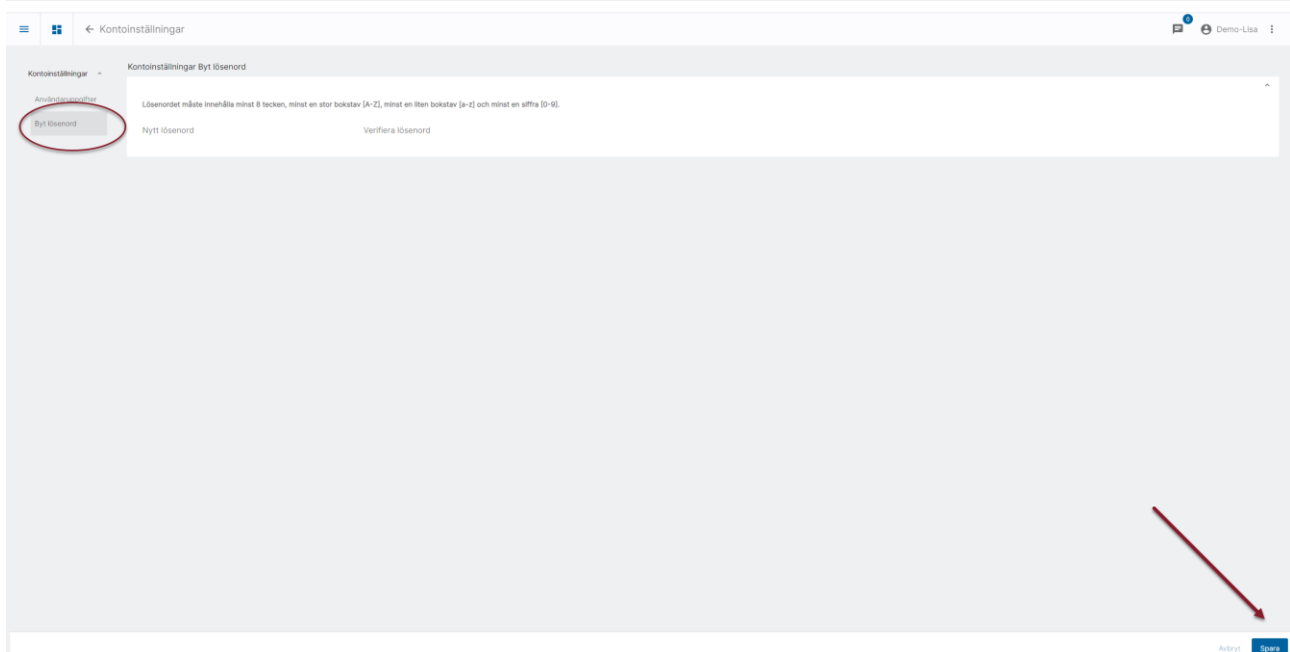 ← Kontoinställningar
0
Demo-Lisa
Kontoinställningar
Användaruppgifter
Byt lösenord
Kontoinställningar Byt lösenord
Lösenordet måste innehålla minst 8 tecken, minst en stor bokstav [A-Z], minst en liten bokstav [a-z] och minst en siffra [0-9].
Nytt lösenord
Verifiera lösenord
Avbryt
Spara